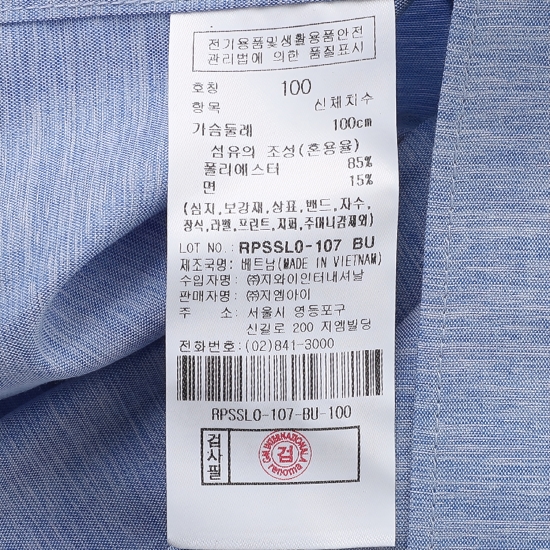 전기용품및생활용품안전
관리법에 의한 품질표시
호칭 100
항목 신체치수
가슴둘레 100cm
섬유의 조성(혼용율)
폴리에스터 85%
면 15%
(심지,보강재,상표,밴드,자수,
장식,라벨,프린트,지퍼,주머니감제외)
LOT NO.: RPSSL0-107 BU
제조국명: 베트남(MADE IN VIETNAM)
수입자명: ㈜지와이인터내셔날
판매자명: ㈜지엠아이
주 소: 서울시 영등포구
신길로 200 지엠빌딩
전화번호: (02)841-3000
RPSSL0-107-BU-100
검사필
검
INTERNATIONAL